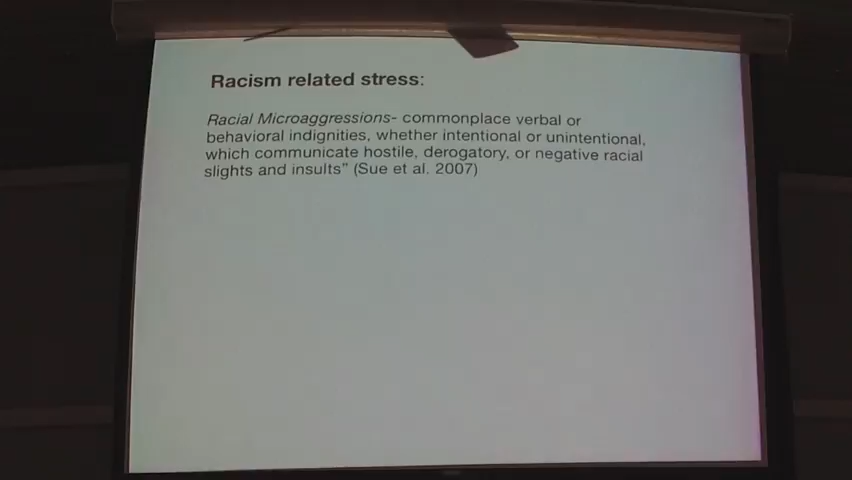 Racism related stress:
Racial Microaggressions- commonplace verbal or
behavioral indignities, whether intentional or unintentional,
which communicate hostile, derogatory, or negative racial
slights and insults” (Sue et al. 2007)